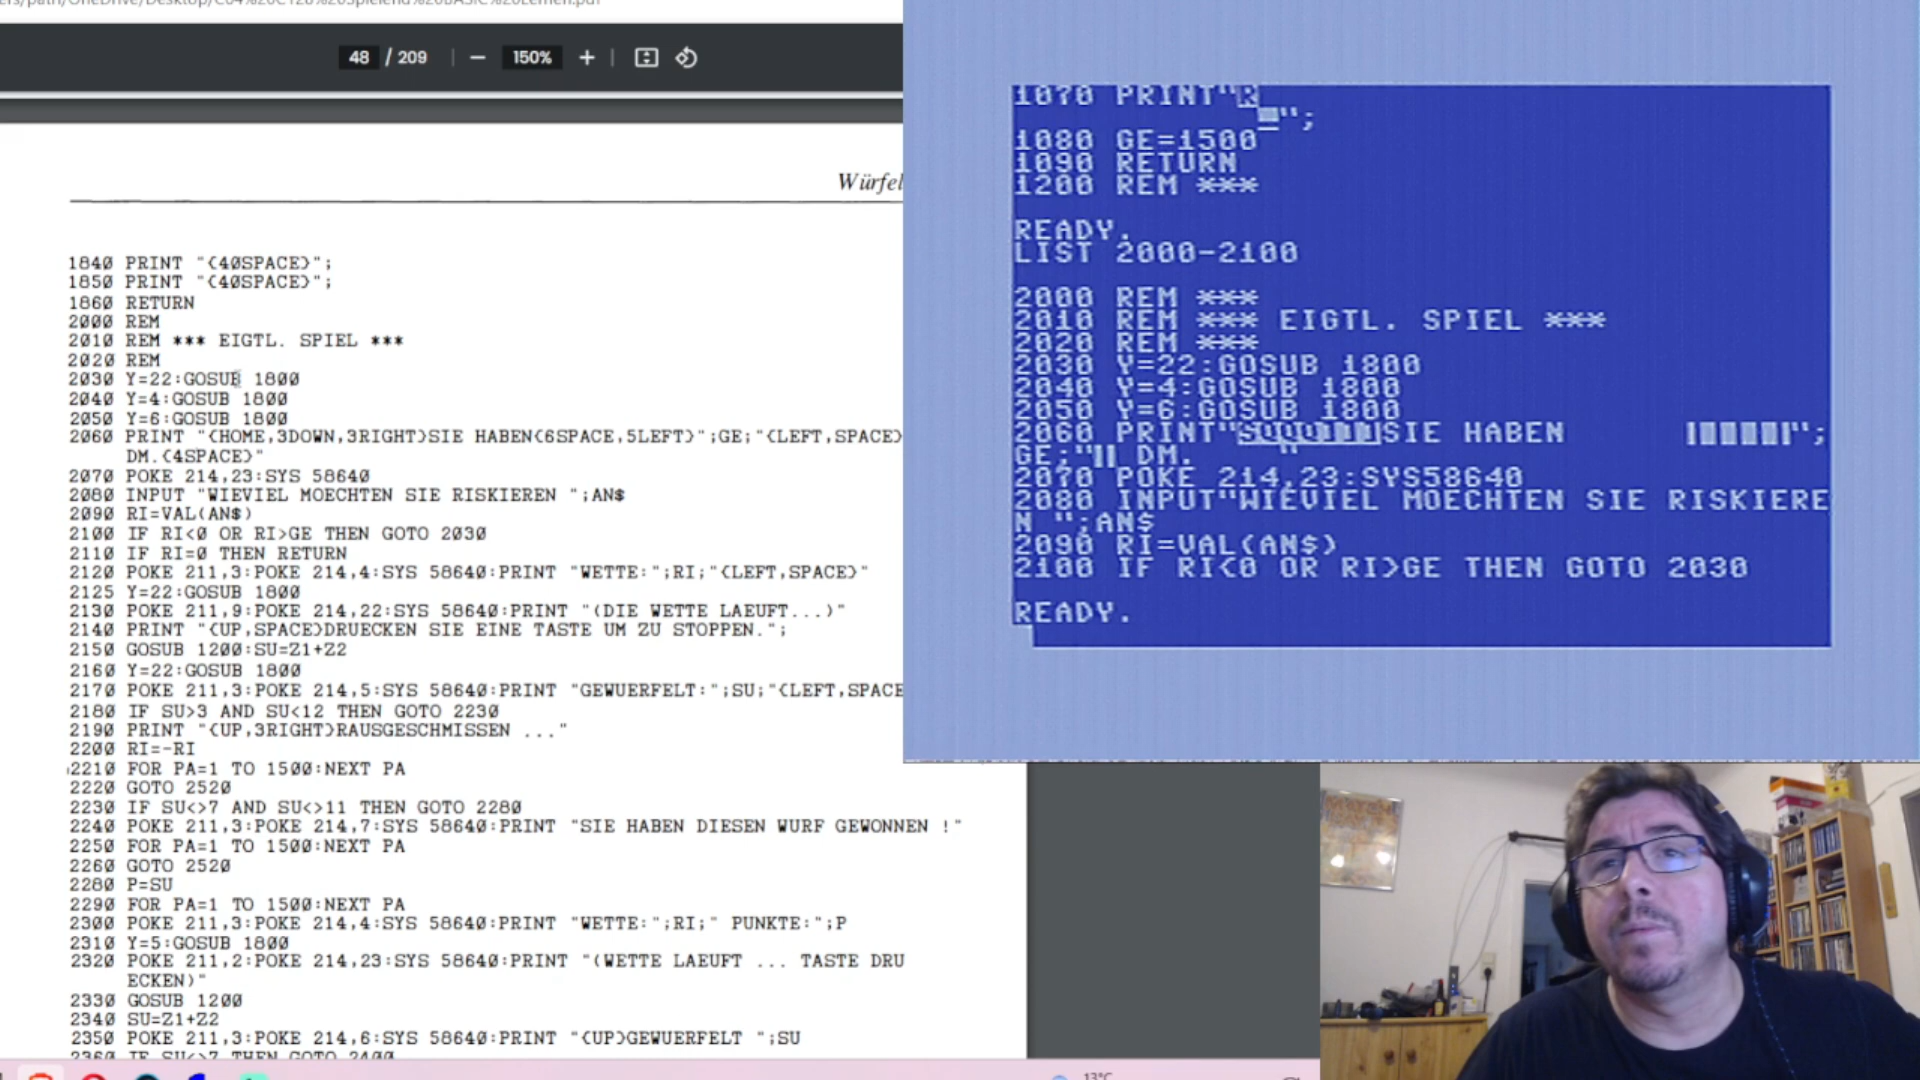 48 / 209 150%
Würfel
1840 PRINT "{40SPACE}";
1850 PRINT "{40SPACE}";
1860 RETURN
2000 REM
2010 REM *** EIGTL. SPIEL ***
2020 REM
2030 Y=22:GOSUB 1800
2040 Y=4:GOSUB 1800
2050 Y=6:GOSUB 1800
2060 PRINT "{HOME,3DOWN,3RIGHT}SIE HABEN{6SPACE,5LEFT}";GE;"{LEFT,SPACE}
DM.{4SPACE}"
2070 POKE 214,23:SYS 58640
2080 INPUT "WIEVIEL MOECHTEN SIE RISKIEREN ";AN$
2090 RI=VAL(AN$)
2100 IF RI<0 OR RI>GE THEN GOTO 2030
2110 IF RI=0 THEN RETURN
2120 POKE 211,3:POKE 214,4:SYS 58640:PRINT "WETTE:";RI;"{LEFT,SPACE}"
2125 Y=22:GOSUB 1800
2130 POKE 211,9:POKE 214,22:SYS 58640:PRINT "(DIE WETTE LAEUFT...)"
2140 PRINT "{UP,SPACE}DRUECKEN SIE EINE TASTE UM ZU STOPPEN.";
2150 GOSUB 1200:SU=Z1+Z2
2160 Y=22:GOSUB 1800
2170 POKE 211,3:POKE 214,5:SYS 58640:PRINT "GEWUERFELT:";SU;"{LEFT,SPACE
2180 IF SU>3 AND SU<12 THEN GOTO 2230
2190 PRINT "{UP,3RIGHT}RAUSGESCHMISSEN ..."
2200 RI=-RI
2210 FOR PA=1 TO 1500:NEXT PA
2220 GOTO 2520
2230 IF SU<>7 AND SU<>11 THEN GOTO 2280
2240 POKE 211,3:POKE 214,7:SYS 58640:PRINT "SIE HABEN DIESEN WURF GEWONNEN !"
2250 FOR PA=1 TO 1500:NEXT PA
2260 GOTO 2520
2280 P=SU
2290 FOR PA=1 TO 1500:NEXT PA
2300 POKE 211,3:POKE 214,4:SYS 58640:PRINT "WETTE:";RI;" PUNKTE:";P
2310 Y=5:GOSUB 1800
2320 POKE 211,2:POKE 214,23:SYS 58640:PRINT "(WETTE LAEUFT ... TASTE DRU
ECKEN)"
2330 GOSUB 1200
2340 SU=Z1+Z2
2350 POKE 211,3:POKE 214,6:SYS 58640:PRINT "{UP}GEWUERFELT ";SU
2360 IF SU<>7 THEN GOTO 2400
1070 PRINT"R
";
1080 GE=1500
1090 RETURN
1200 REM ***
READY.
LIST 2000-2100
2000 REM ***
2010 REM *** EIGTL. SPIEL ***
2020 REM ***
2030 Y=22:GOSUB 1800
2040 Y=4:GOSUB 1800
2050 Y=6:GOSUB 1800
2060 PRINT"SQQQ]]]SIE HABEN      |||||";
GE;"|| DM.    "
2070 POKE 214,23:SYS58640
2080 INPUT"WIEVIEL MOECHTEN SIE RISKIERE
N ";AN$
2090 RI=VAL(AN$)
2100 IF RI<0 OR RI>GE THEN GOTO 2030
READY.
13°C